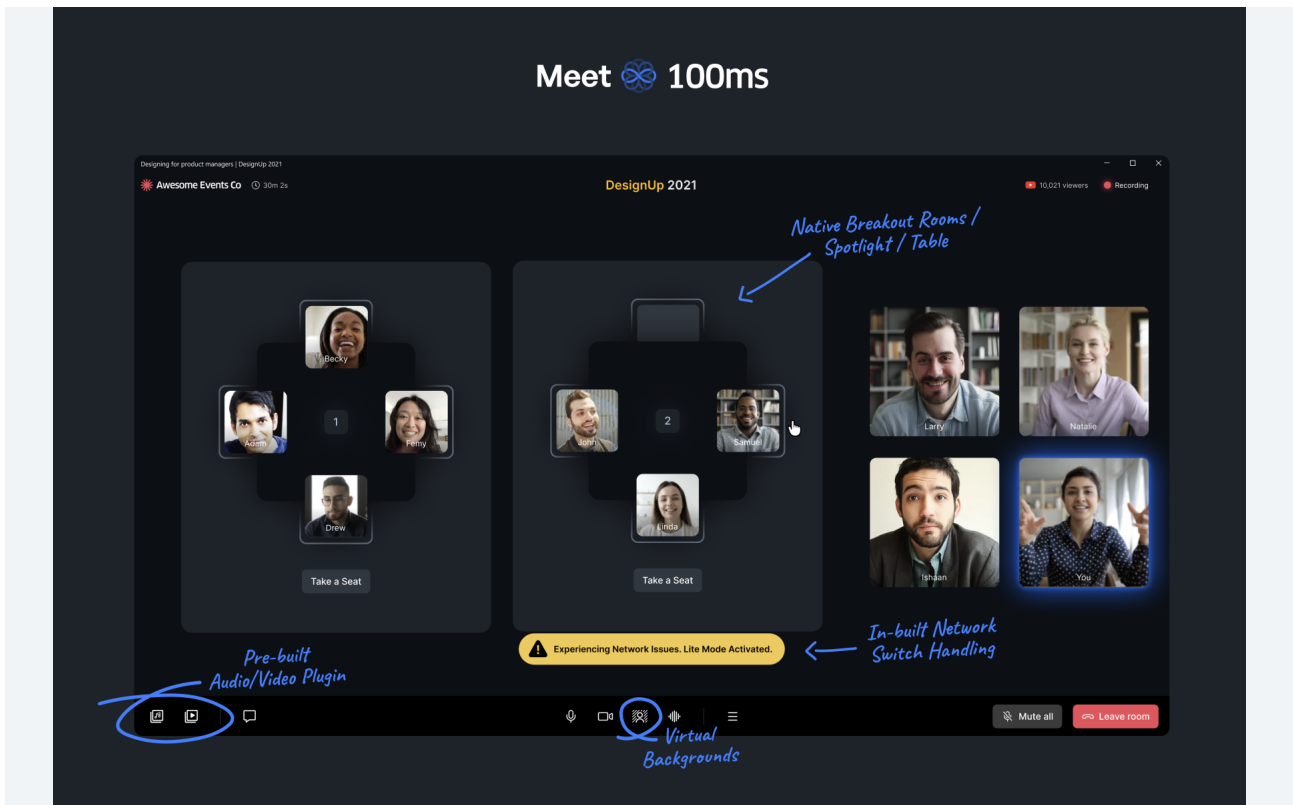 Meet 100ms
Designing for product managers | DesignUp 2021
Awesome Events Co 30m 2s
DesignUp 2021
10,021 viewers Recording
Native Breakout Rooms /
Spotlight / Table
Becky
Adam
1
Femy
Drew
Take a Seat
John
2
Samuel
Linda
Take a Seat
Larry
Natalie
Ishaan
You
Experiencing Network Issues. Lite Mode Activated.
In-built Network
Switch Handling
Pre-built
Audio/Video Plugin
Mute all
Leave room
Virtual
Backgrounds